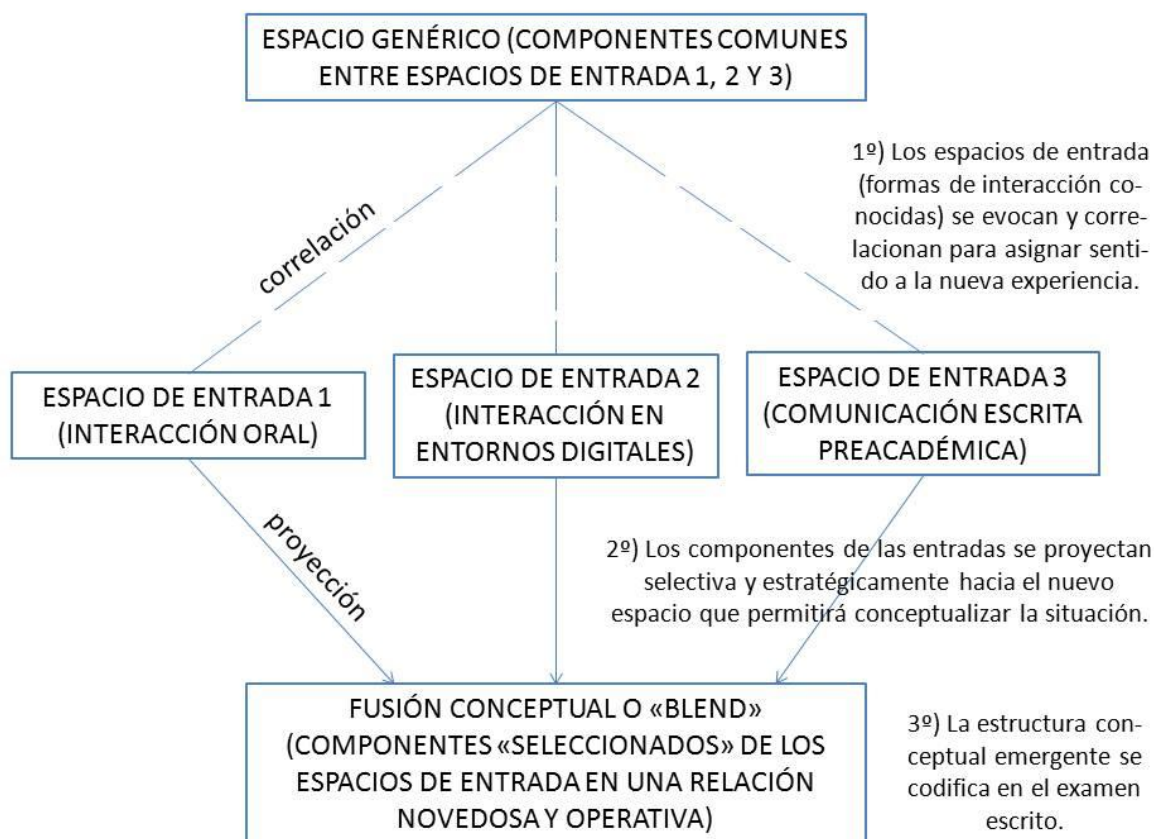 ESPACIO GENÉRICO (COMPONENTES COMUNES
ENTRE ESPACIOS DE ENTRADA 1, 2 Y 3)
1º) Los espacios de entrada
(formas de interacción co-
nocidas) se evocan y corre-
lacionan para asignar senti-
do a la nueva experiencia.
correlación
ESPACIO DE ENTRADA 1
(INTERACCIÓN ORAL)
ESPACIO DE ENTRADA 2
(INTERACCIÓN EN
ENTORNOS DIGITALES)
ESPACIO DE ENTRADA 3
(COMUNICACIÓN ESCRITA
PREACADÉMICA)
proyección
2º) Los componentes de las entradas se proyectan
selectiva y estratégicamente hacia el nuevo
espacio que permitirá conceptualizar la situación.
FUSIÓN CONCEPTUAL O «BLEND»
(COMPONENTES «SELECCIONADOS» DE LOS
ESPACIOS DE ENTRADA EN UNA RELACIÓN
NOVEDOSA Y OPERATIVA)
3º) La estructura con-
ceptual emergente se
codifica en el examen
escrito.